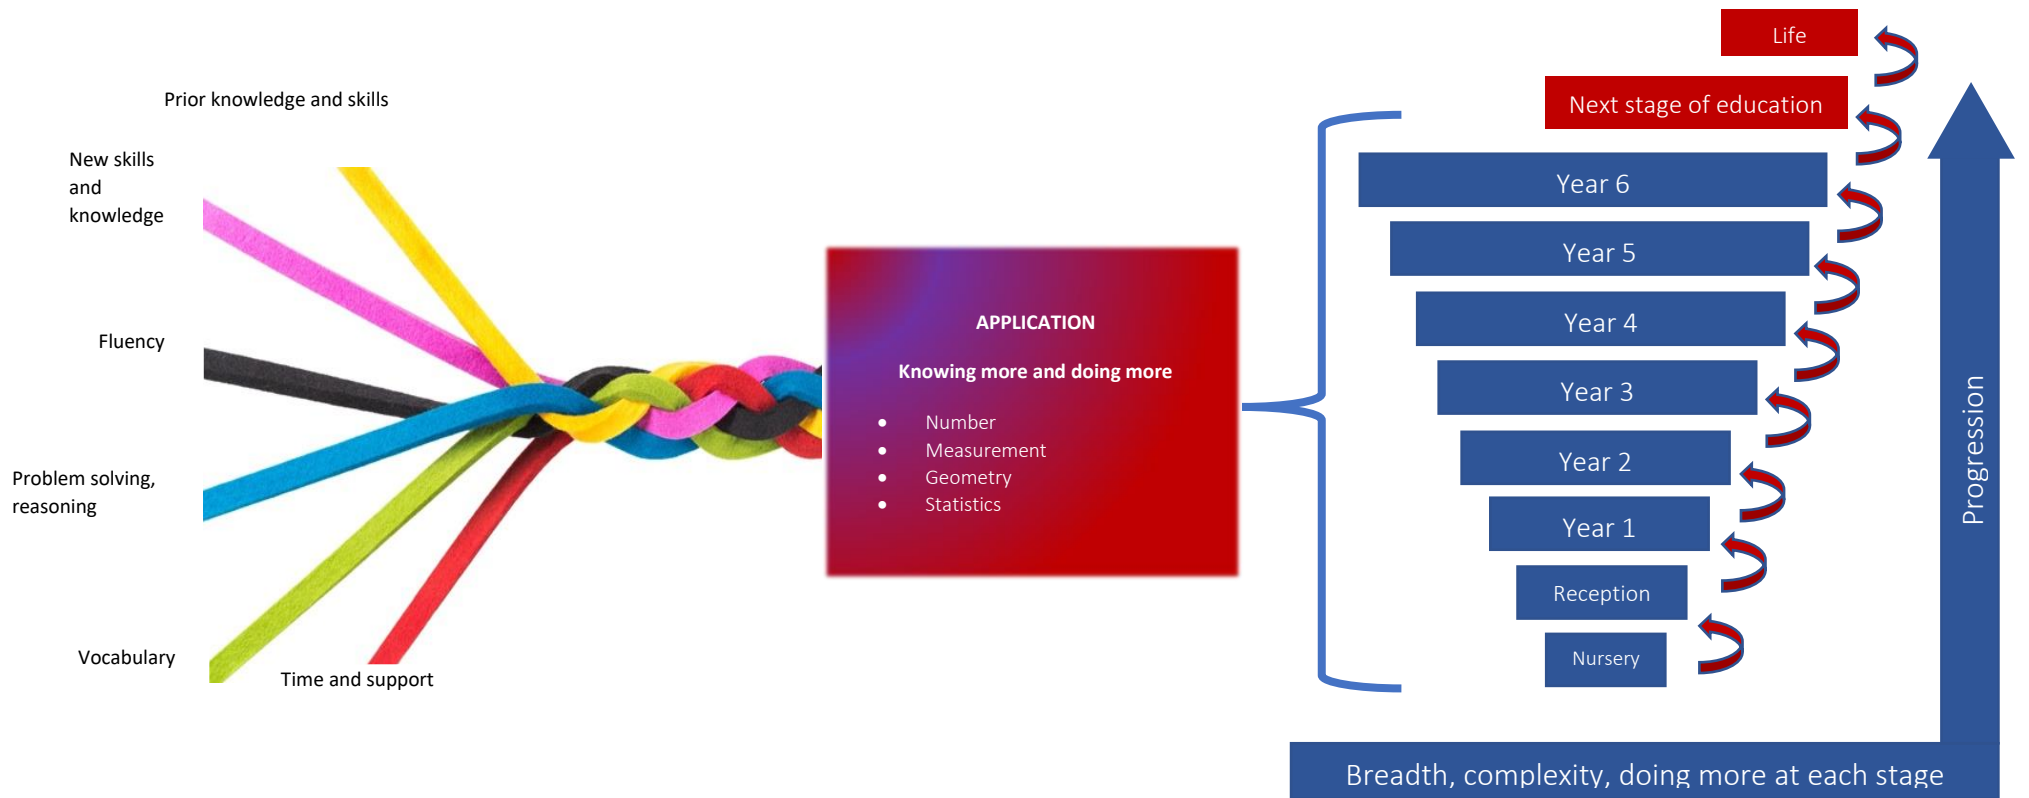 Prior knowledge and skills
New skills
and
knowledge
Fluency
Problem solving,
reasoning
Vocabulary
Time and support
APPLICATION
Knowing more and doing more
• Number
• Measurement
• Geometry
• Statistics
Life
Next stage of education
Year 6
Year 5
Year 4
Year 3
Year 2
Year 1
Reception
Nursery
Progression
Breadth, complexity, doing more at each stage